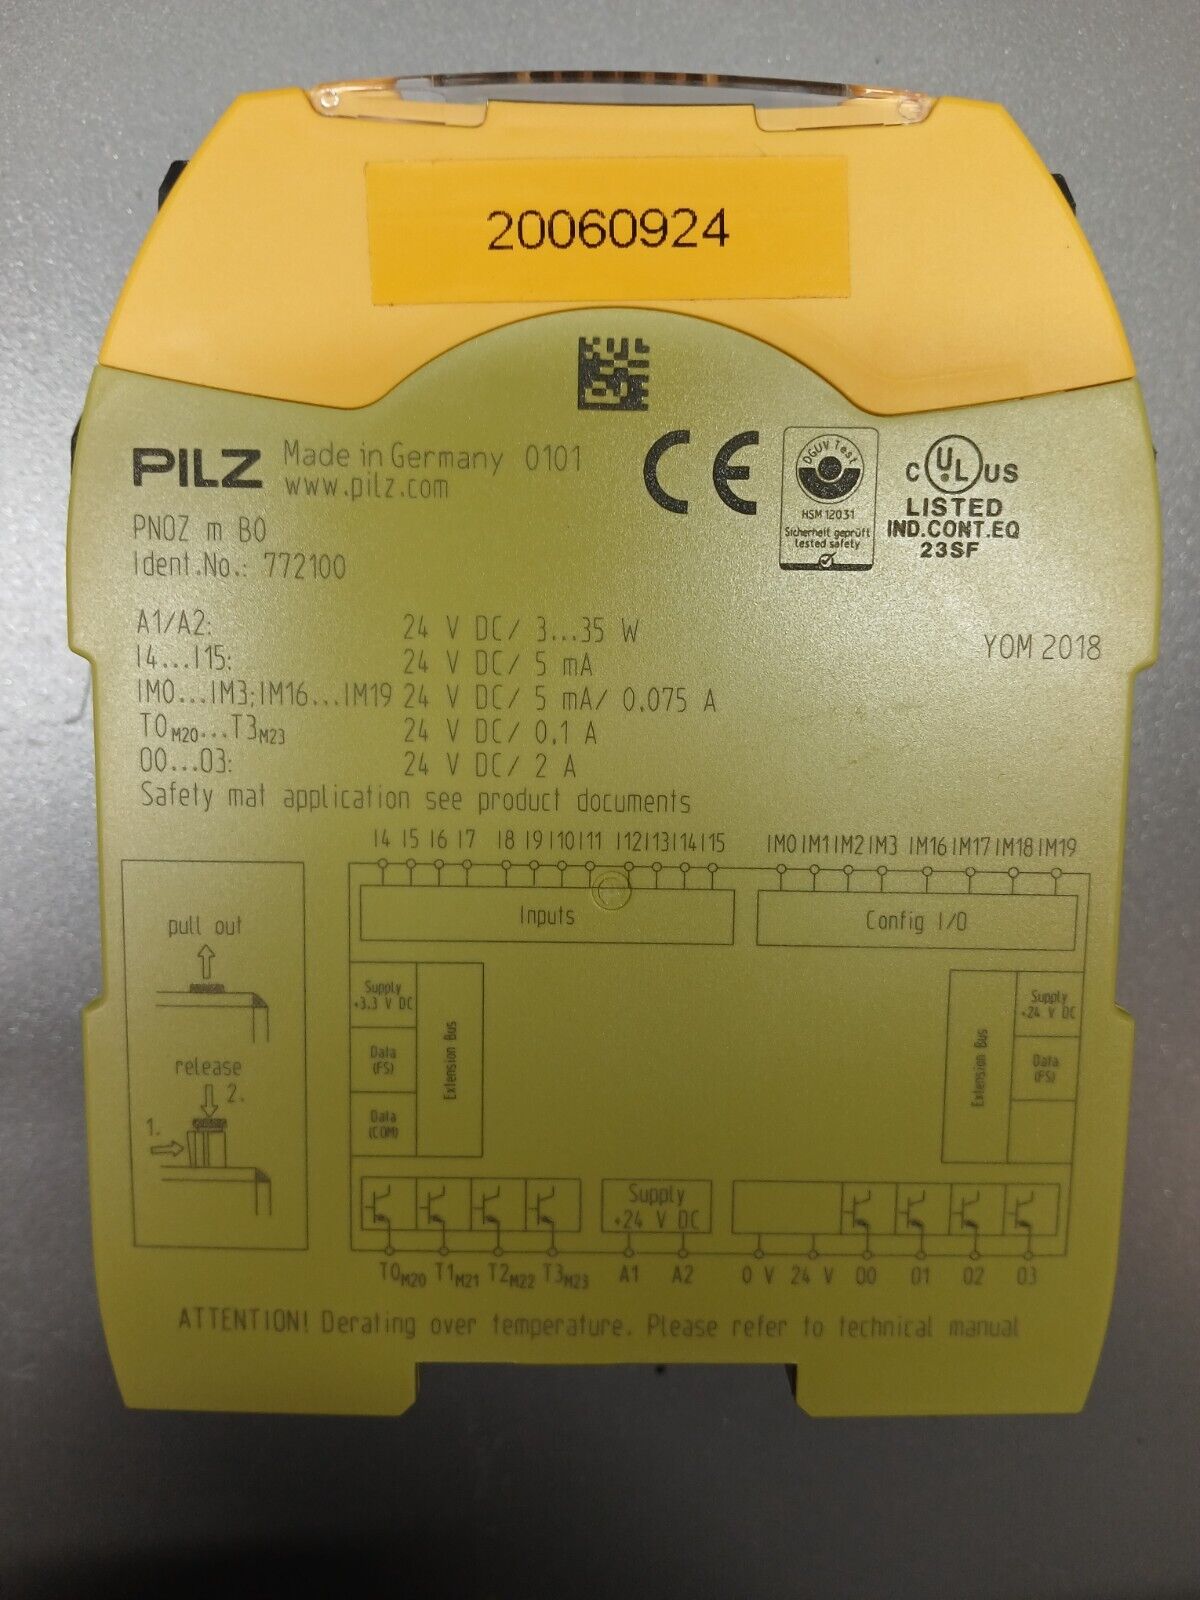 20060924
PILZ Made in Germany 0101
www.pilz.com
CE
DGUV Test
HSM 12031
Sicherheit geprüft
tested safety
C UL US
LISTED
IND.CONT.EQ
23SF
PNOZ m B0
Ident.No.: 772100
A1/A2: 24 V DC/ 3...35 W
YOM 2018
I4...I15: 24 V DC/ 5 mA
IM0...IM3;IM16...IM19 24 V DC/ 5 mA/ 0.075 A
T0M20...T3M23 24 V DC/ 0.1 A
O0...O3: 24 V DC/ 2 A
Safety mat application see product documents
I4 I5 I6 I7 I8 I9 I10 I11 I12 I13 I14 I15 IM0 IM1 IM2 IM3 IM16 IM17 IM18 IM19
Inputs
Config I/O
pull out
release
1.
2.
Supply
+3.3 V DC
Data
(FS)
Data
(COM)
Extension Bus
Extension Bus
Supply
+24 V DC
Data
(FS)
Supply
+24 V DC
T0M20 T1M21 T2M22 T3M23 A1 A2 0 V 24 V O0 O1 O2 O3
ATTENTION! Derating over temperature. Please refer to technical manual